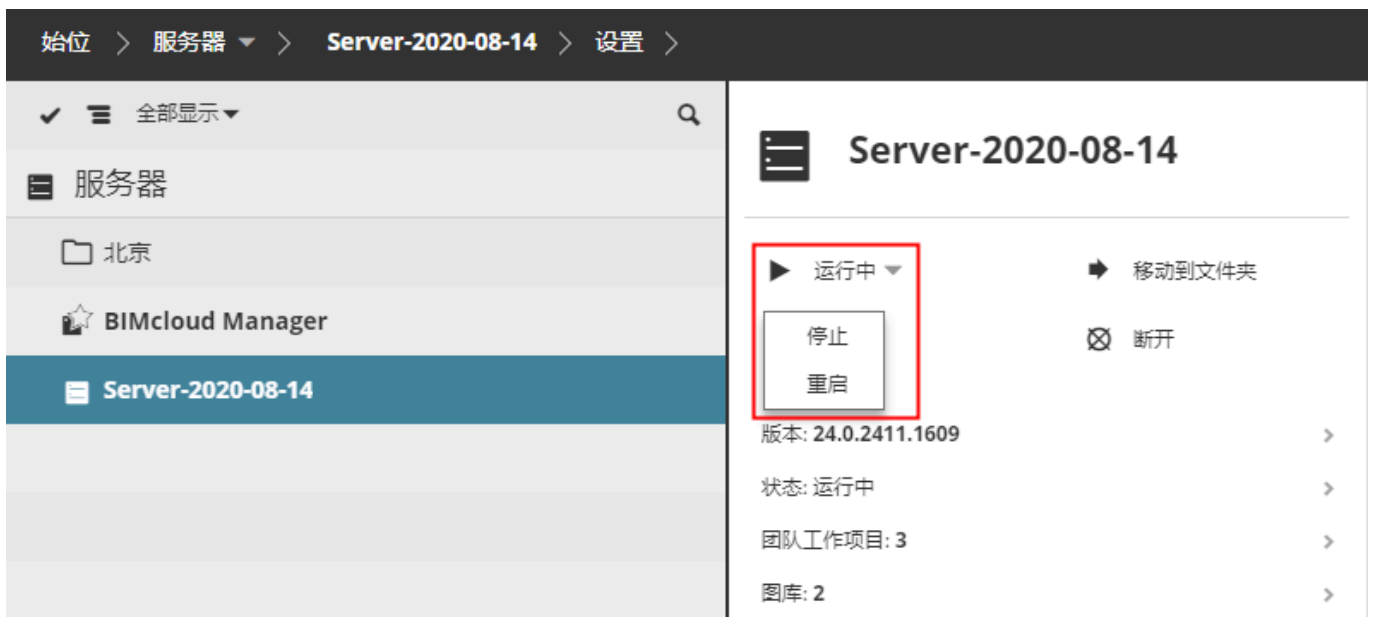 始位 > 服务器 > Server-2020-08-14 > 设置 >
全部显示
服务器
北京
BIMcloud Manager
Server-2020-08-14
Server-2020-08-14
运行中
移动到文件夹
停止
断开
重启
版本: 24.0.2411.1609
状态: 运行中
团队工作项目: 3
图库: 2